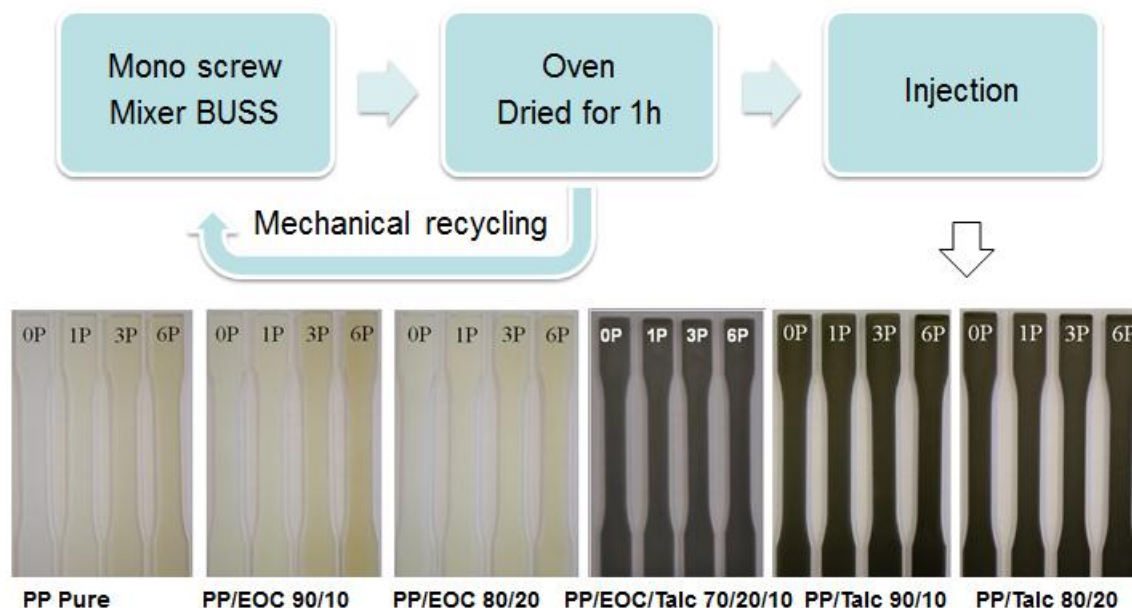 Mono screw
Mixer BUSS
Oven
Dried for 1h
Injection
Mechanical recycling
0P 1P 3P 6P
0P 1P 3P 6P
0P 1P 3P 6P
0P 1P 3P 6P
0P 1P 3P 6P
0P 1P 3P 6P
PP Pure
PP/EOC 90/10
PP/EOC 80/20
PP/EOC/Talc 70/20/10
PP/Talc 90/10
PP/Talc 80/20